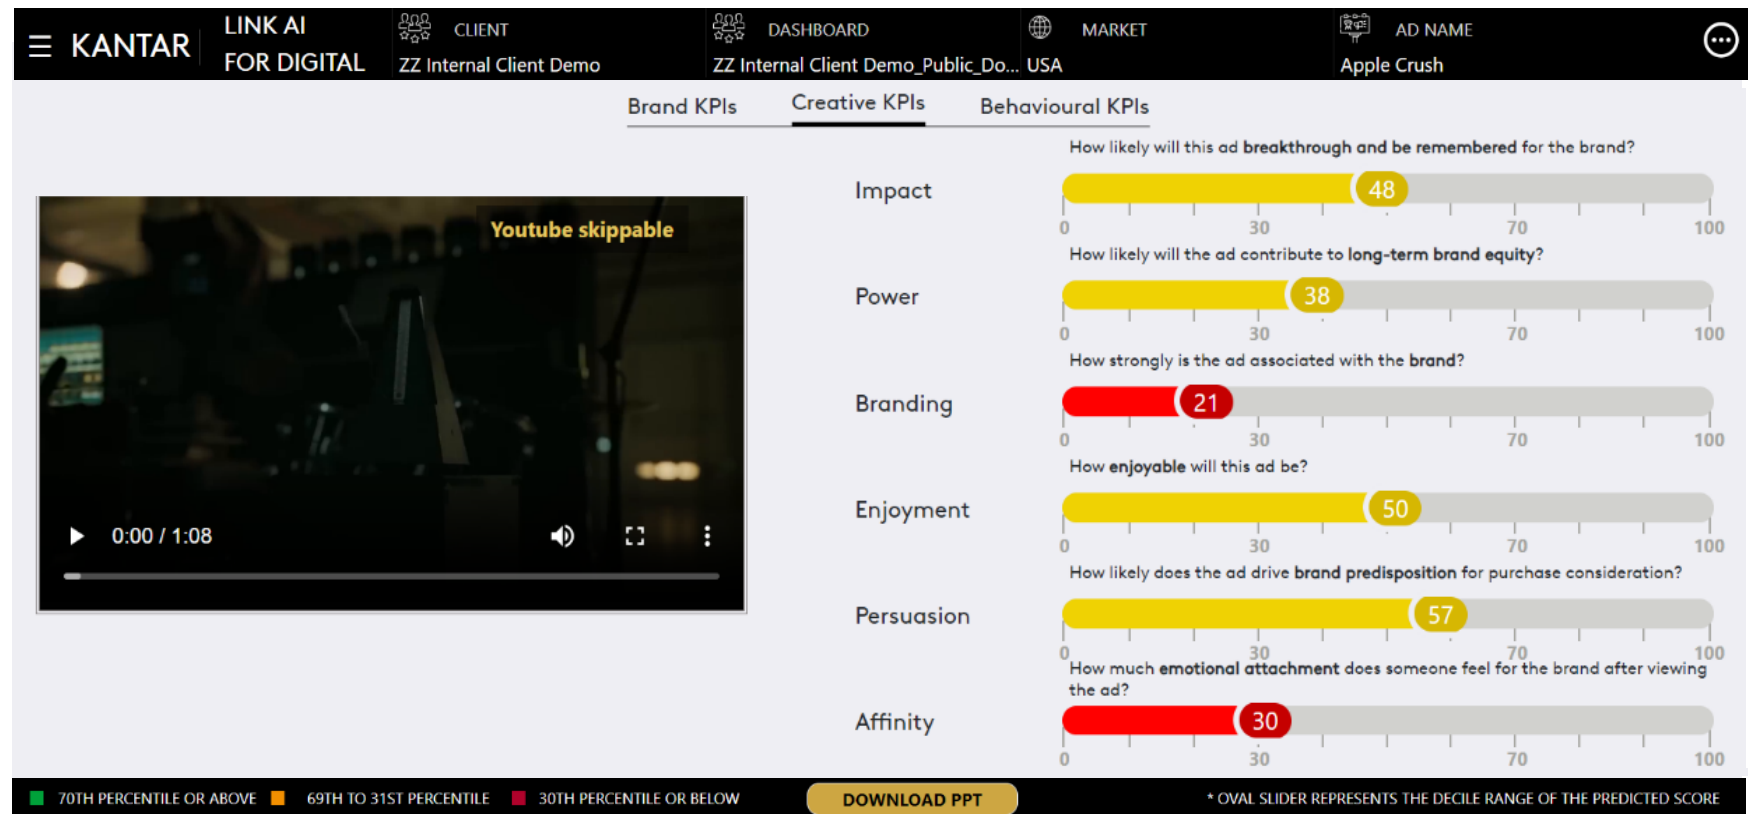 KANTAR
LINK AI
FOR DIGITAL
CLIENT
ZZ Internal Client Demo
DASHBOARD
ZZ Internal Client Demo_Public_Do...
MARKET
USA
AD NAME
Apple Crush
Brand KPIs
Creative KPIs
Behavioural KPIs
Youtube skippable
0:00 / 1:08
How likely will this ad breakthrough and be remembered for the brand?
Impact
48
0 30 70 100
How likely will the ad contribute to long-term brand equity?
Power
38
0 30 70 100
How strongly is the ad associated with the brand?
Branding
21
0 30 70 100
How enjoyable will this ad be?
Enjoyment
50
0 30 70 100
How likely does the ad drive brand predisposition for purchase consideration?
Persuasion
57
0 30 70 100
How much emotional attachment does someone feel for the brand after viewing
the ad?
Affinity
30
0 30 70 100
70TH PERCENTILE OR ABOVE
69TH TO 31ST PERCENTILE
30TH PERCENTILE OR BELOW
DOWNLOAD PPT
* OVAL SLIDER REPRESENTS THE DECILE RANGE OF THE PREDICTED SCORE